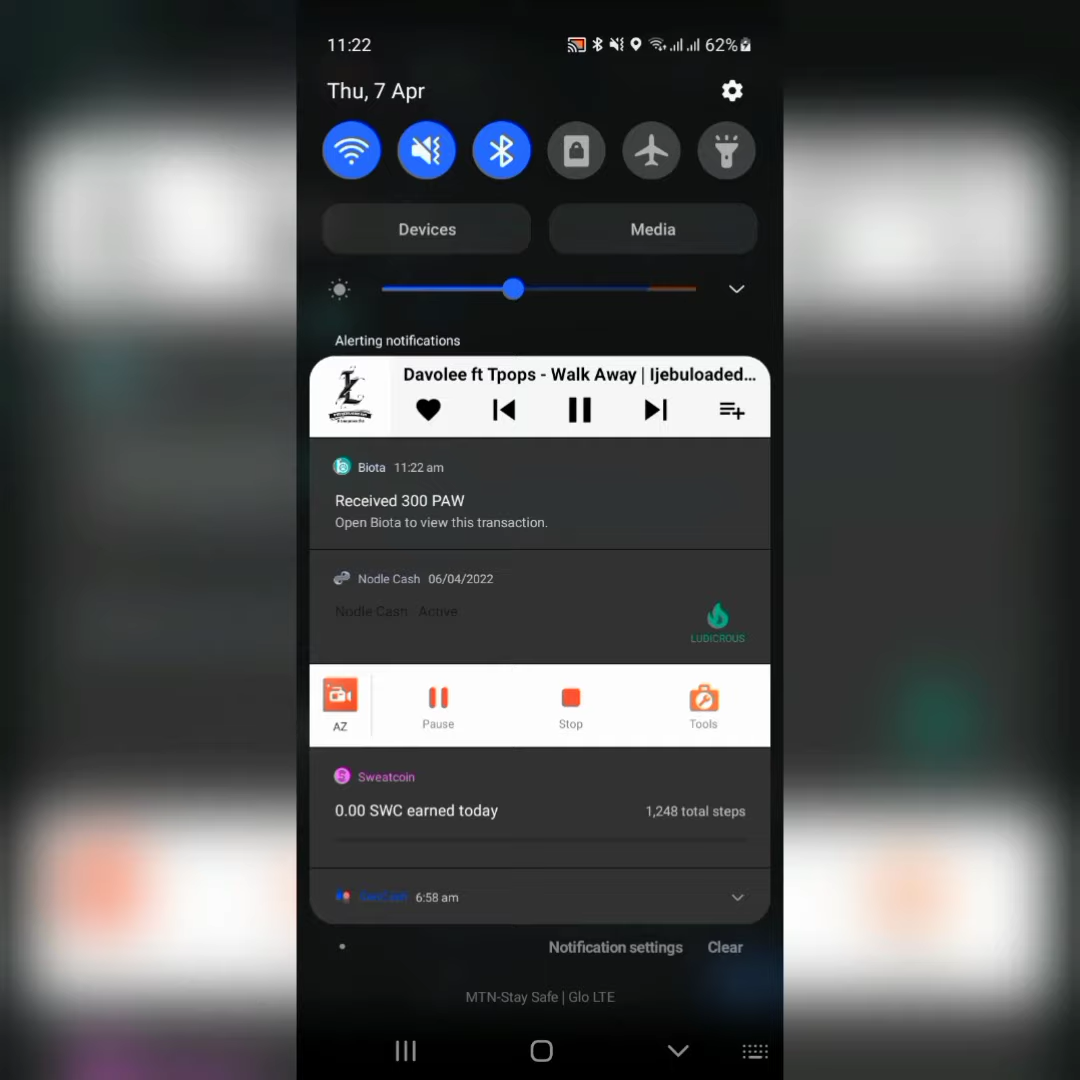 11:22
62%
Thu, 7 Apr
Devices
Media
Alerting notifications
Davolee ft Tpops - Walk Away | Ijebuloaded...
Biota 11:22 am
Received 300 PAW
Open Biota to view this transaction.
Nodle Cash 06/04/2022
Nodle Cash Active
LUDICROUS
AZ
Pause
Stop
Tools
Sweatcoin
0.00 SWC earned today
1,248 total steps
6:58 am
Notification settings
Clear
MTN-Stay Safe | Glo LTE